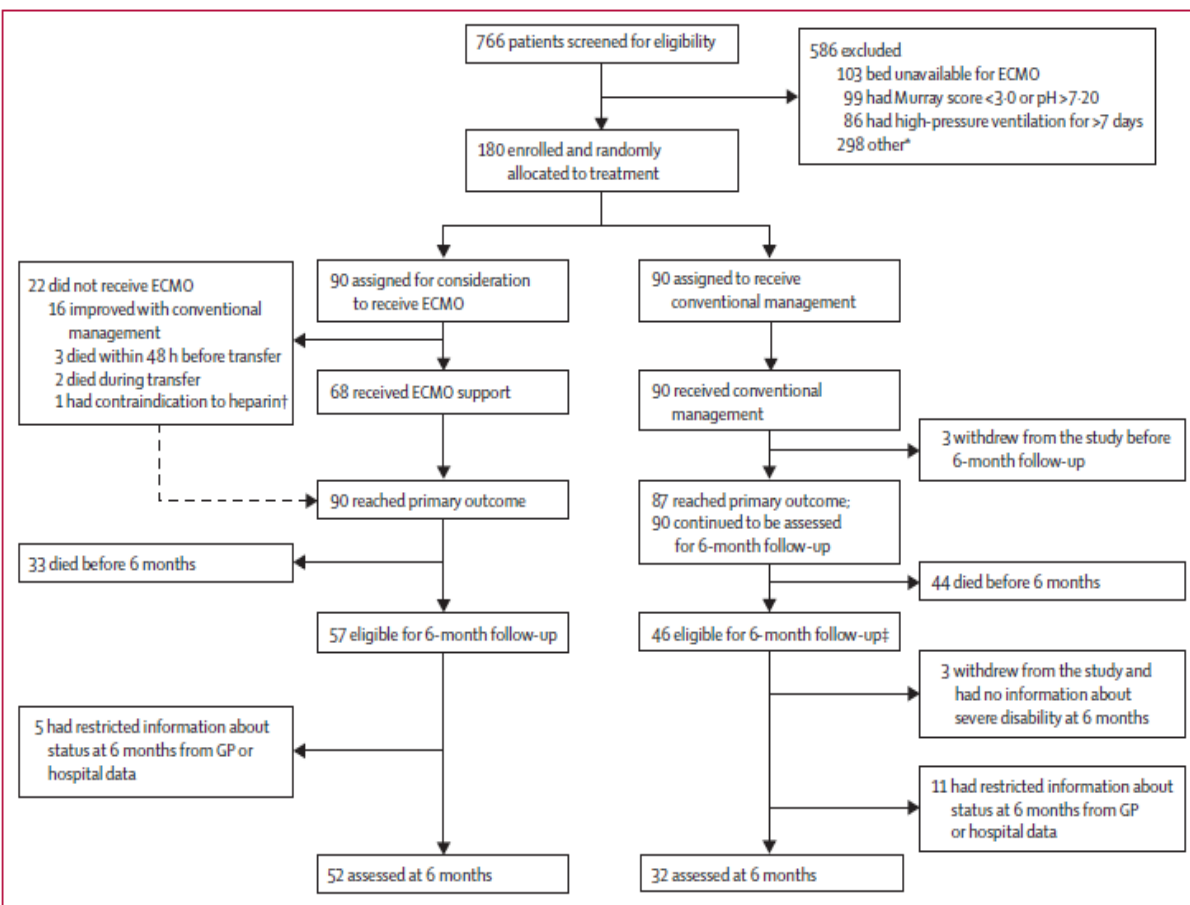 766 patients screened for eligibility
586 excluded
103 bed unavailable for ECMO
99 had Murray score <3·0 or pH >7·20
86 had high-pressure ventilation for >7 days
298 other*
180 enrolled and randomly
allocated to treatment
22 did not receive ECMO
16 improved with conventional
management
3 died within 48 h before transfer
2 died during transfer
1 had contraindication to heparin†
90 assigned for consideration
to receive ECMO
90 assigned to receive
conventional management
68 received ECMO support
90 received conventional
management
3 withdrew from the study before
6-month follow-up
90 reached primary outcome
87 reached primary outcome;
90 continued to be assessed
for 6-month follow-up
33 died before 6 months
44 died before 6 months
57 eligible for 6-month follow-up
46 eligible for 6-month follow-up‡
3 withdrew from the study and
had no information about
severe disability at 6 months
5 had restricted information about
status at 6 months from GP or
hospital data
11 had restricted information about
status at 6 months from GP
or hospital data
52 assessed at 6 months
32 assessed at 6 months